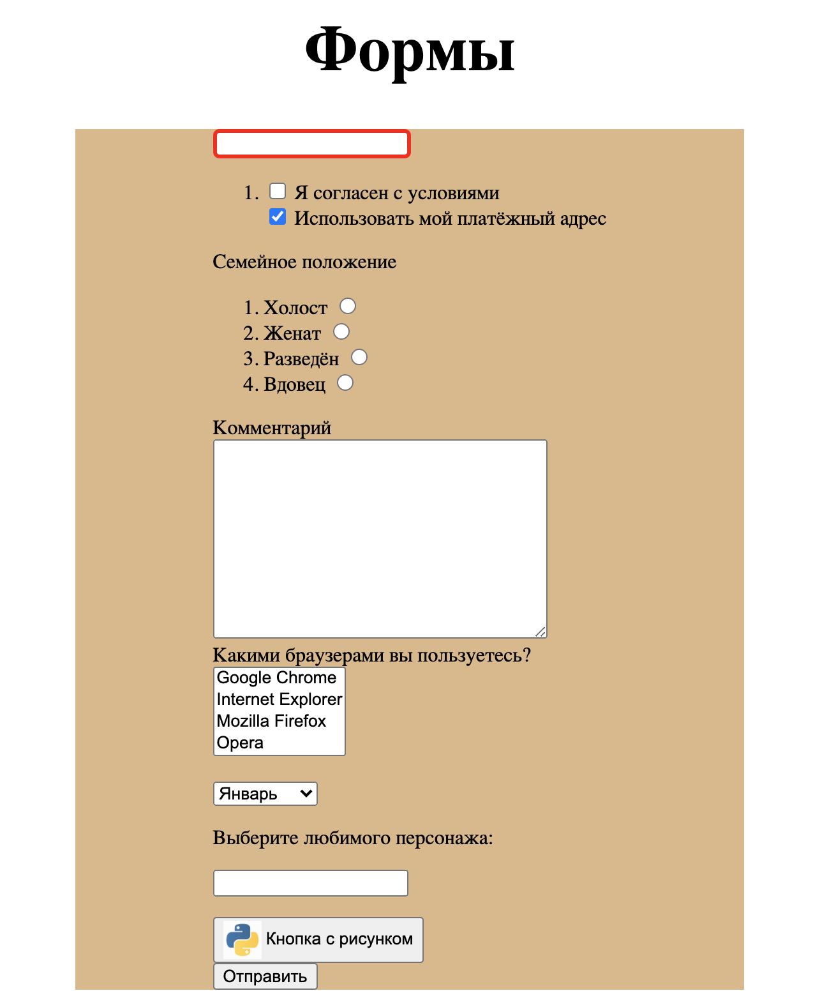 Формы
1. Я согласен с условиями
Использовать мой платёжный адрес
Семейное положение
1. Холост
2. Женат
3. Разведён
4. Вдовец
Комментарий
Какими браузерами вы пользуетесь?
Google Chrome
Internet Explorer
Mozilla Firefox
Opera
Январь
Выберите любимого персонажа:
Кнопка с рисунком
Отправить